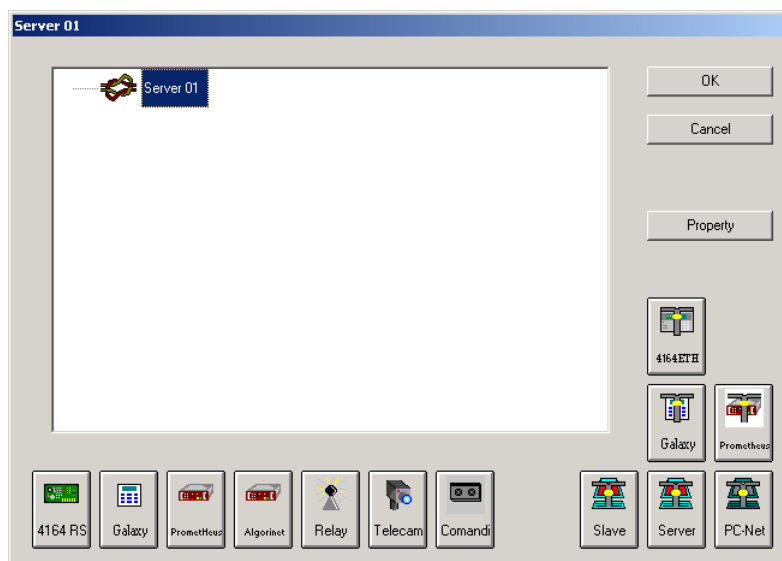 Server 01
Server 01
OK
Cancel
Property
4164ETH
Galaxy
Prometheus
4164 RS
Galaxy
PrometHeus
Algorinet
Relay
Telecam
Comandi
Slave
Server
PC-Net